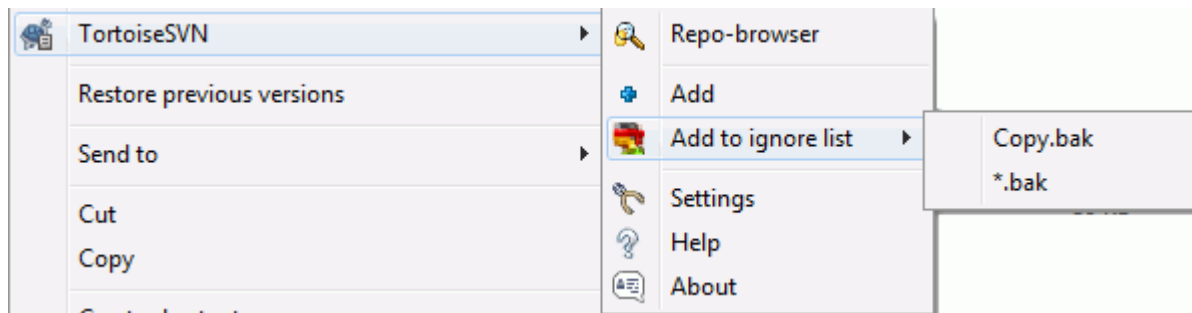 TortoiseSVN
Restore previous versions
Send to
Cut
Copy
Repo-browser
Add
Add to ignore list
Settings
Help
About
Copy.bak
*.bak